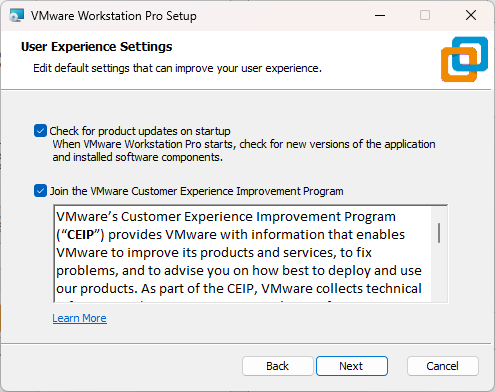 VMware Workstation Pro Setup
User Experience Settings
Edit default settings that can improve your user experience.
Check for product updates on startup
When VMware Workstation Pro starts, check for new versions of the application
and installed software components.
Join the VMware Customer Experience Improvement Program
VMware's Customer Experience Improvement Program
("CEIP") provides VMware with information that enables
VMware to improve its products and services, to fix
problems, and to advise you on how best to deploy and use
our products. As part of the CEIP, VMware collects technical
Learn More
Back
Next
Cancel